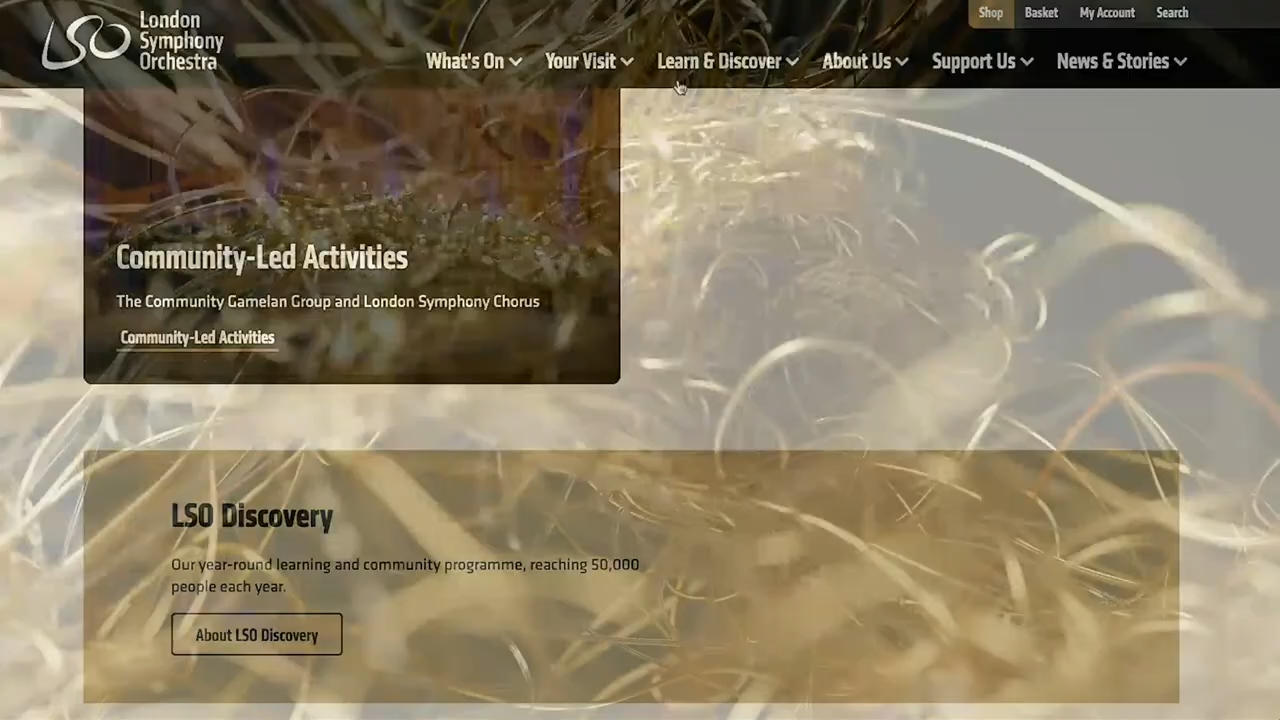 Shop Basket My Account Search
LSO
London
Symphony
Orchestra
What's On Your Visit Learn & Discover About Us Support Us News & Stories
Community-Led Activities
The Community Gamelan Group and London Symphony Chorus
Community-Led Activities
LSO Discovery
Our year-round learning and community programme, reaching 50,000
people each year.
About LSO Discovery